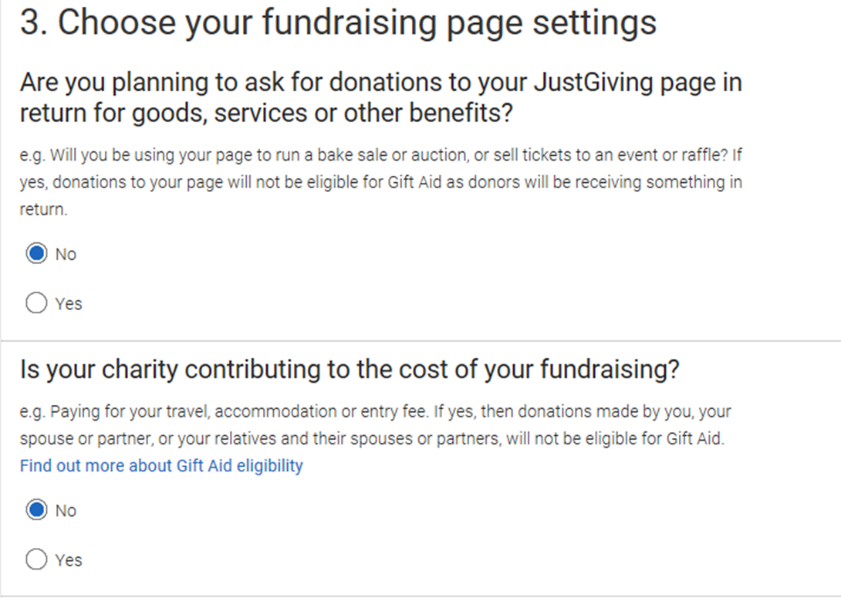 3. Choose your fundraising page settings
Are you planning to ask for donations to your JustGiving page in
return for goods, services or other benefits?
e.g. Will you be using your page to run a bake sale or auction, or sell tickets to an event or raffle? If
yes, donations to your page will not be eligible for Gift Aid as donors will be receiving something in
return.
No
Yes
Is your charity contributing to the cost of your fundraising?
e.g. Paying for your travel, accommodation or entry fee. If yes, then donations made by you, your
spouse or partner, or your relatives and their spouses or partners, will not be eligible for Gift Aid.
Find out more about Gift Aid eligibility
No
Yes